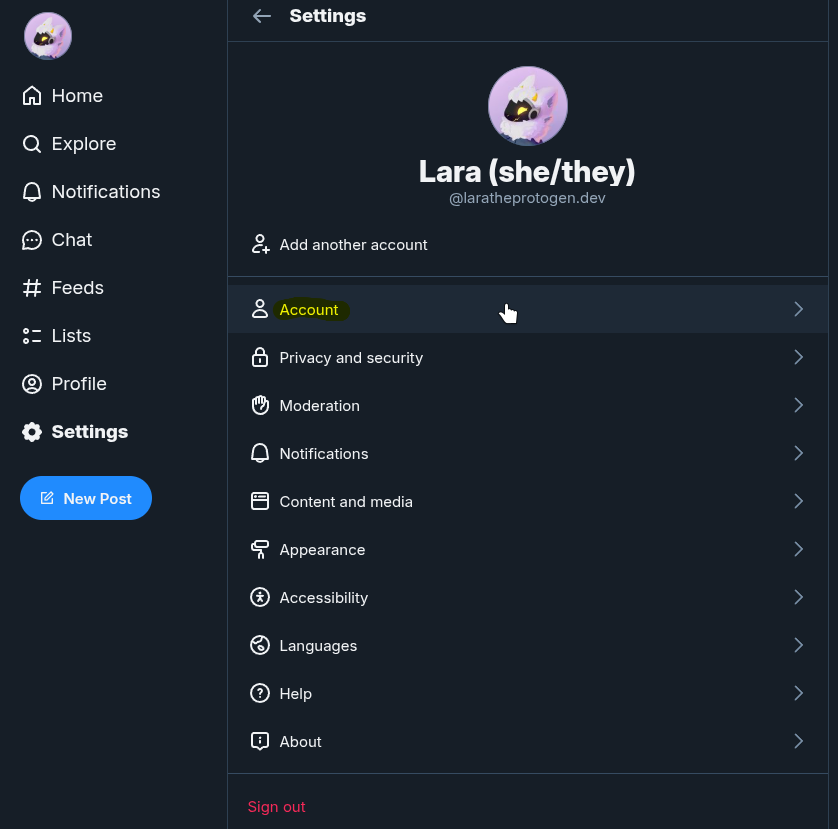 Home
Explore
Notifications
Chat
Feeds
Lists
Profile
Settings
New Post
Settings
Lara (she/they)
@laratheprotogen.dev
Add another account
Account
Privacy and security
Moderation
Notifications
Content and media
Appearance
Accessibility
Languages
Help
About
Sign out